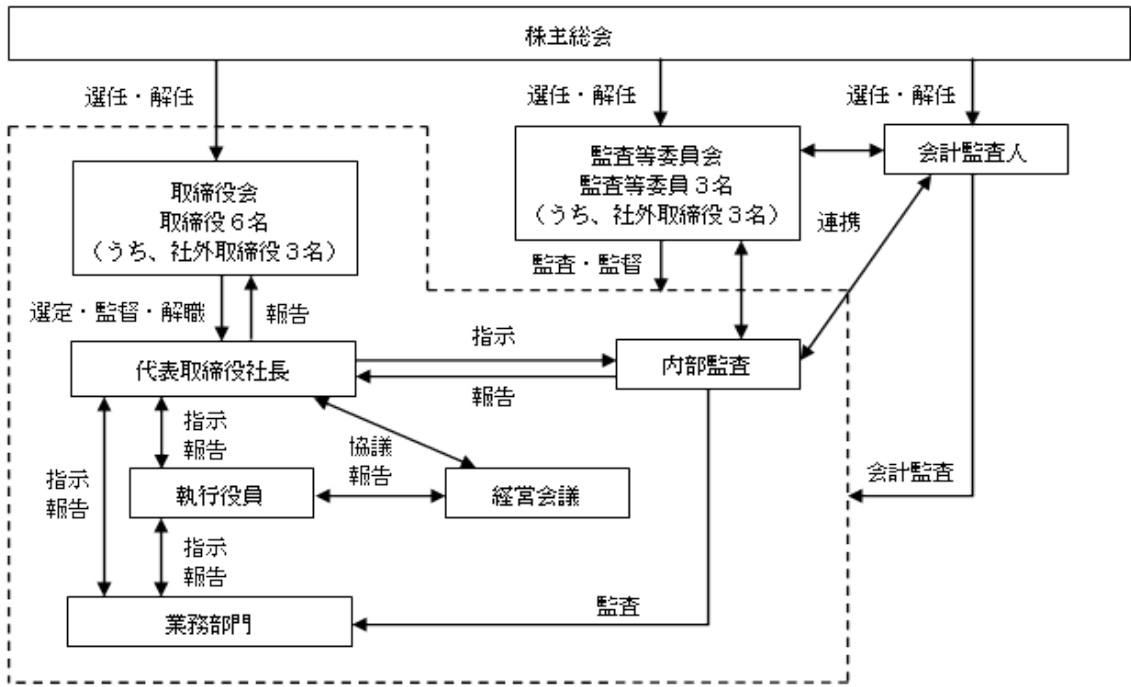 株主総会
選任・解任
選任・解任
選任・解任
取締役会
取締役６名
（うち、社外取締役３名）
監査等委員会
監査等委員３名
（うち、社外取締役３名）
会計監査人
連携
監査・監督
選定・監督・解職
報告
代表取締役社長
指示
報告
内部監査
指示
報告
協議
報告
指示
報告
執行役員
経営会議
会計監査
指示
報告
業務部門
監査